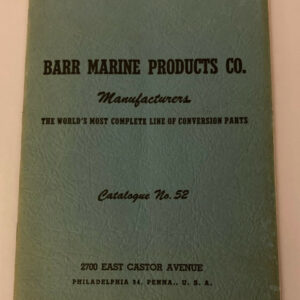 BARR MARINE PRODUCTS CO.
Manufacturers
THE WORLD'S MOST COMPLETE LINE OF CONVERSION PARTS
Catalogue No. 52
2700 EAST CASTOR AVENUE
PHILADELPHIA 34, PENNA., U. S. A.